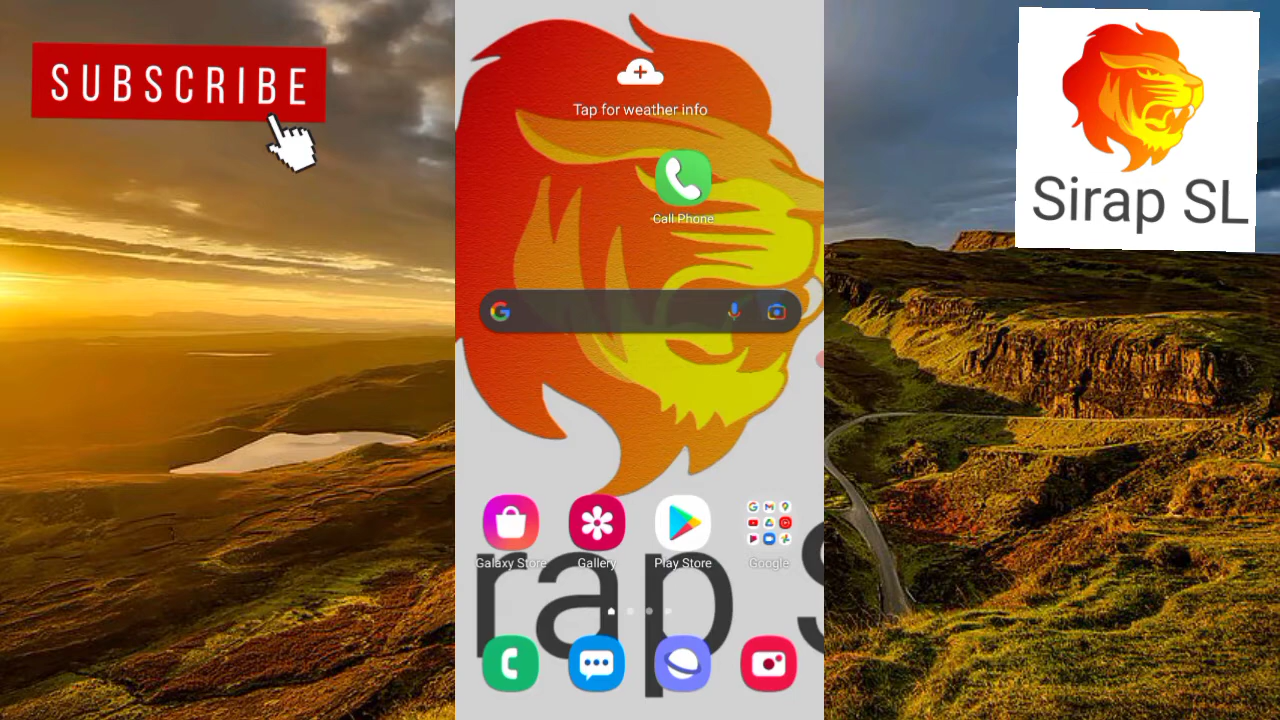 SUBSCRIBE
Tap for weather info
Call Phone
Sirap SL
Galaxy Store
Gallery
Play Store
Google
rap S